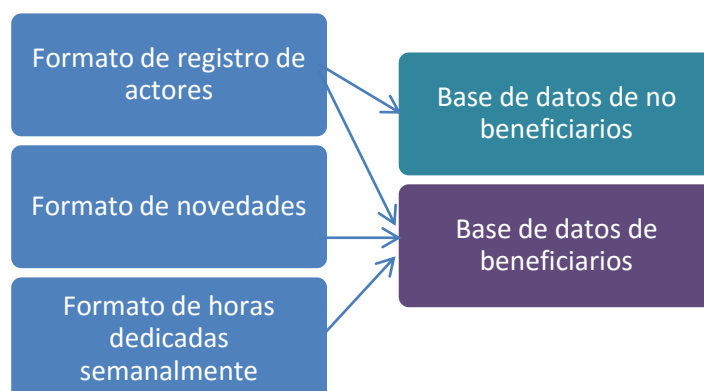 Formato de registro de
actores
Formato de novedades
Formato de horas
dedicadas
semanalmente
Base de datos de no
beneficiarios
Base de datos de
beneficiarios